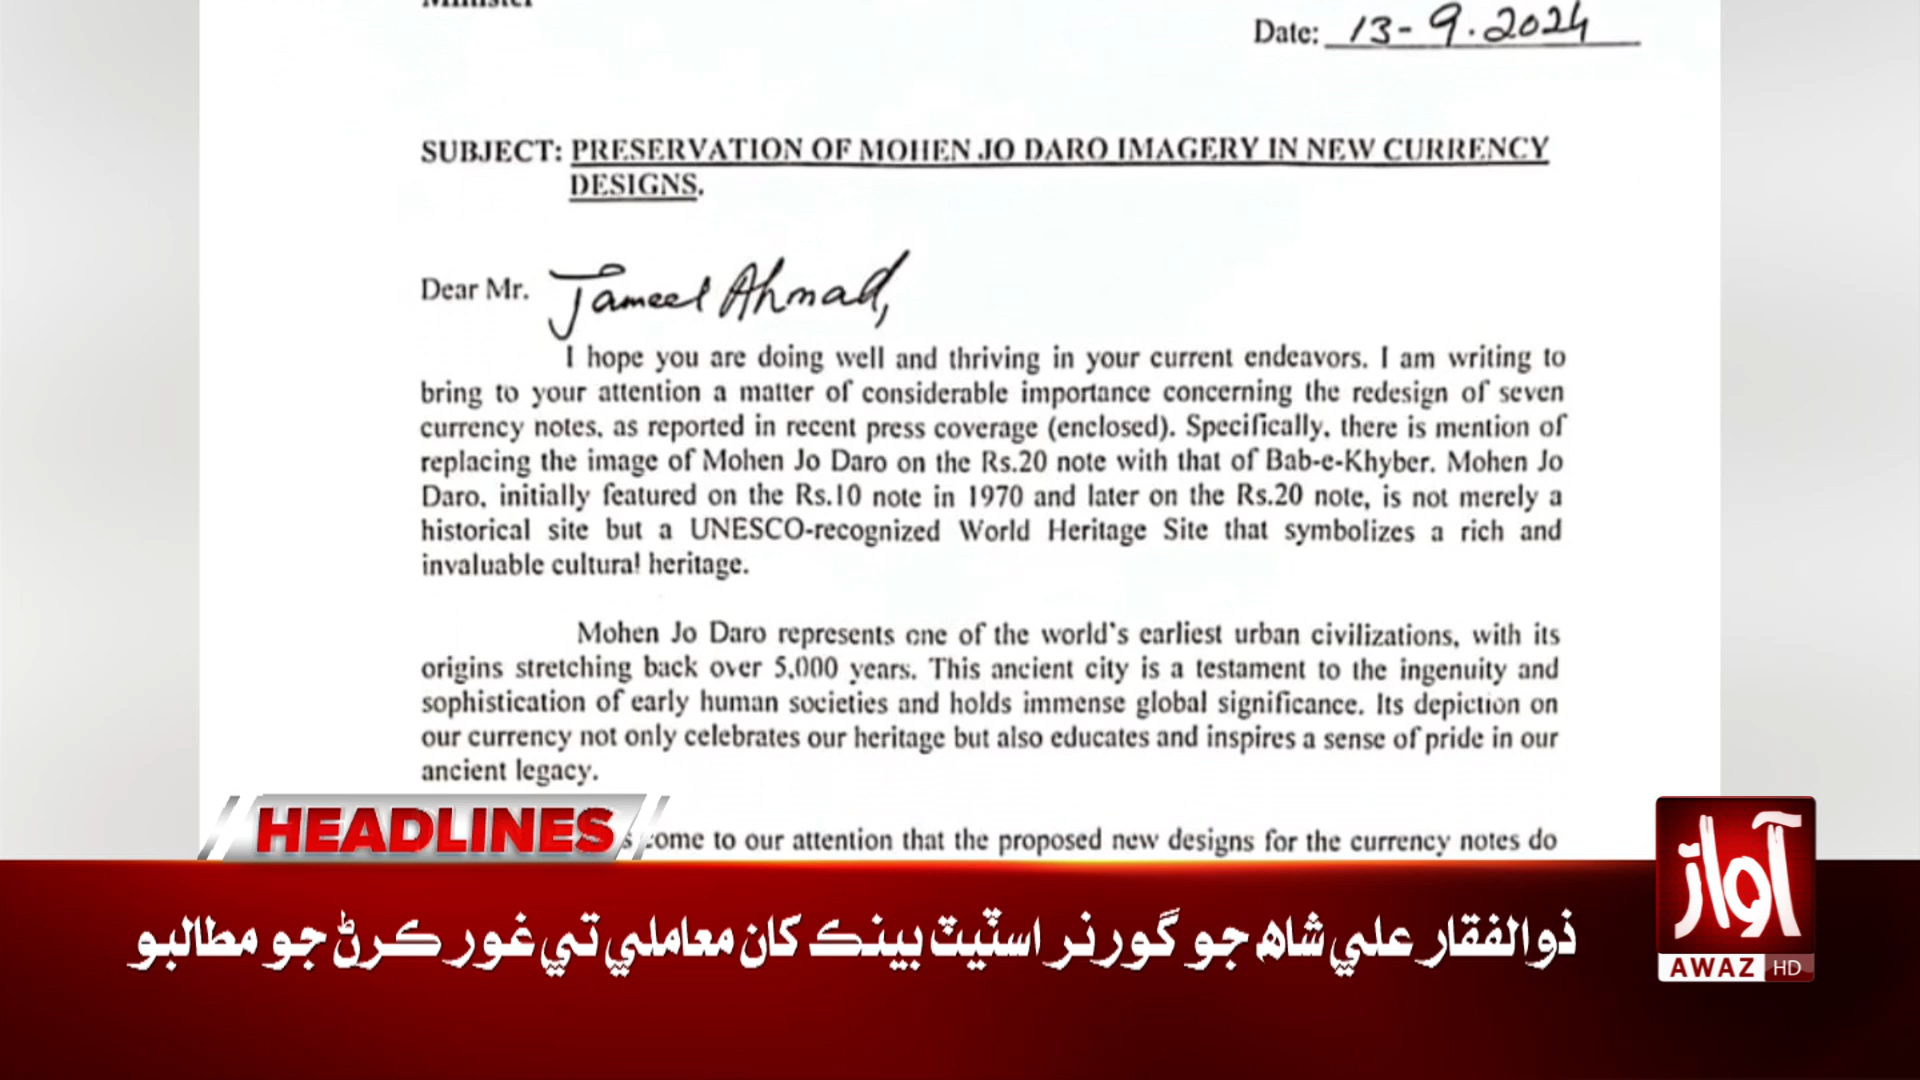 Minister
Date: 13-9.2024
SUBJECT: PRESERVATION OF MOHEN JO DARO IMAGERY IN NEW CURRENCY
DESIGNS.
Dear Mr. Jameel Ahmad,
I hope you are doing well and thriving in your current endeavors. I am writing to
bring to your attention a matter of considerable importance concerning the redesign of seven
currency notes, as reported in recent press coverage (enclosed). Specifically, there is mention of
replacing the image of Mohen Jo Daro on the Rs.20 note with that of Bab-e-Khyber. Mohen Jo
Daro, initially featured on the Rs.10 note in 1970 and later on the Rs.20 note, is not merely a
historical site but a UNESCO-recognized World Heritage Site that symbolizes a rich and
invaluable cultural heritage.
Mohen Jo Daro represents one of the world's earliest urban civilizations, with its
origins stretching back over 5,000 years. This ancient city is a testament to the ingenuity and
sophistication of early human societies and holds immense global significance. Its depiction on
our currency not only celebrates our heritage but also educates and inspires a sense of pride in our
ancient legacy.
come to our attention that the proposed new designs for the currency notes do
HEADLINES
ذوالفقار علي شاهه جو گورنر اسٽيٽ بينڪ کان معاملي تي غور ڪرڻ جو مطالبو
آواز
AWAZ HD